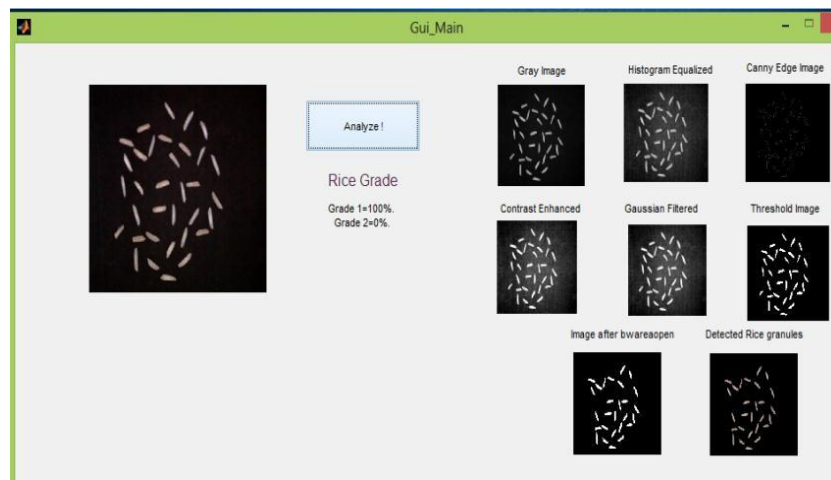 Gui_Main
Analyze !
Rice Grade
Grade 1=100%.
Grade 2=0%.
Gray Image
Histogram Equalized
Canny Edge Image
Contrast Enhanced
Gaussian Filtered
Threshold Image
Image after bwareaopen
Detected Rice granules